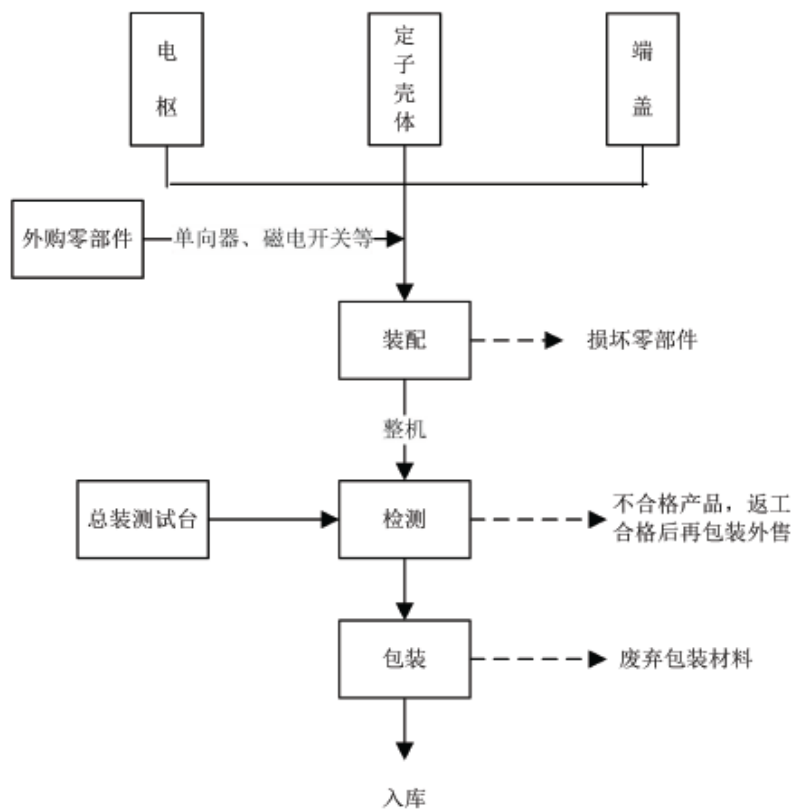 电枢
定子壳体
端盖
外购零部件
单向器、磁电开关等
装配
损坏零部件
整机
总装测试台
检测
不合格产品，返工
合格后再包装外售
包装
废弃包装材料
入库